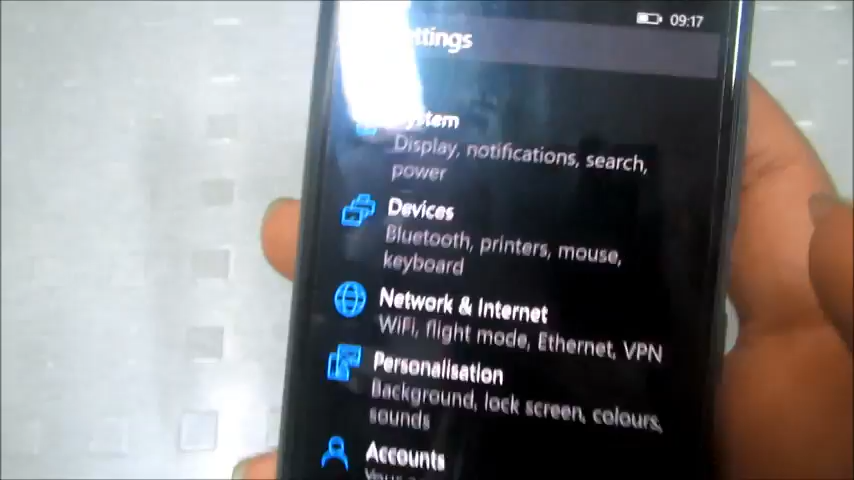 09:17
ettings
ystem
Display, notifications, search,
power
Devices
Bluetooth, printers, mouse,
keyboard
Network & Internet
WiFi, flight mode, Ethernet, VPN
Personalisation
Background, lock screen, colours,
sounds
Accounts